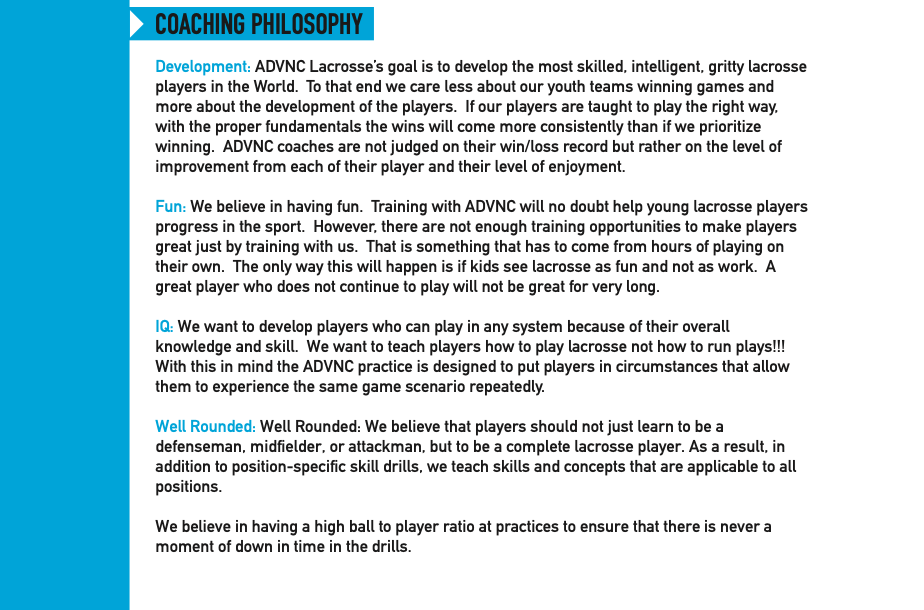 COACHING PHILOSOPHY
Development: ADVNC Lacrosse's goal is to develop the most skilled, intelligent, gritty lacrosse
players in the World.  To that end we care less about our youth teams winning games and
more about the development of the players.  If our players are taught to play the right way,
with the proper fundamentals the wins will come more consistently than if we prioritize
winning.  ADVNC coaches are not judged on their win/loss record but rather on the level of
improvement from each of their player and their level of enjoyment.
Fun: We believe in having fun.  Training with ADVNC will no doubt help young lacrosse players
progress in the sport.  However, there are not enough training opportunities to make players
great just by training with us.  That is something that has to come from hours of playing on
their own.  The only way this will happen is if kids see lacrosse as fun and not as work.  A
great player who does not continue to play will not be great for very long.
IQ: We want to develop players who can play in any system because of their overall
knowledge and skill.  We want to teach players how to play lacrosse not how to run plays!!!
With this in mind the ADVNC practice is designed to put players in circumstances that allow
them to experience the same game scenario repeatedly.
Well Rounded: Well Rounded: We believe that players should not just learn to be a
defenseman, midfielder, or attackman, but to be a complete lacrosse player. As a result, in
addition to position-specific skill drills, we teach skills and concepts that are applicable to all
positions.
We believe in having a high ball to player ratio at practices to ensure that there is never a
moment of down in time in the drills.